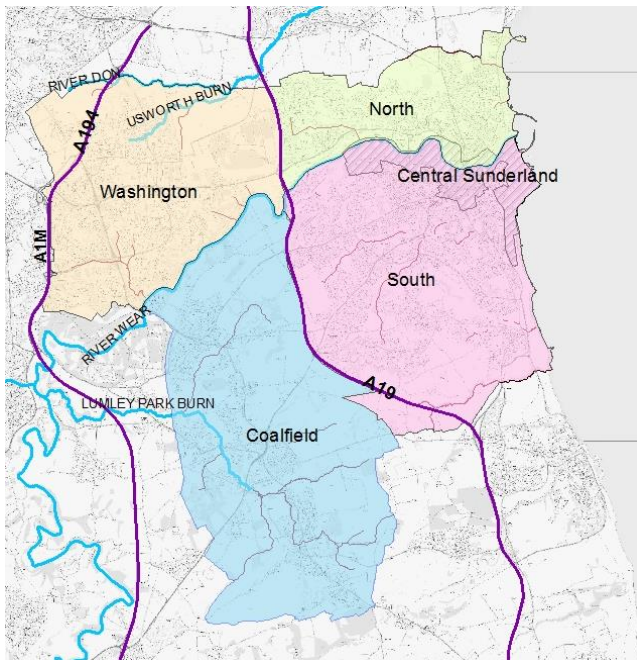 RIVER DON
A194
USWORTH BURN
North
Central Sunderland
Washington
A1M
South
RIVER WEAR
A19
LUMLEY PARK BURN
Coalfield